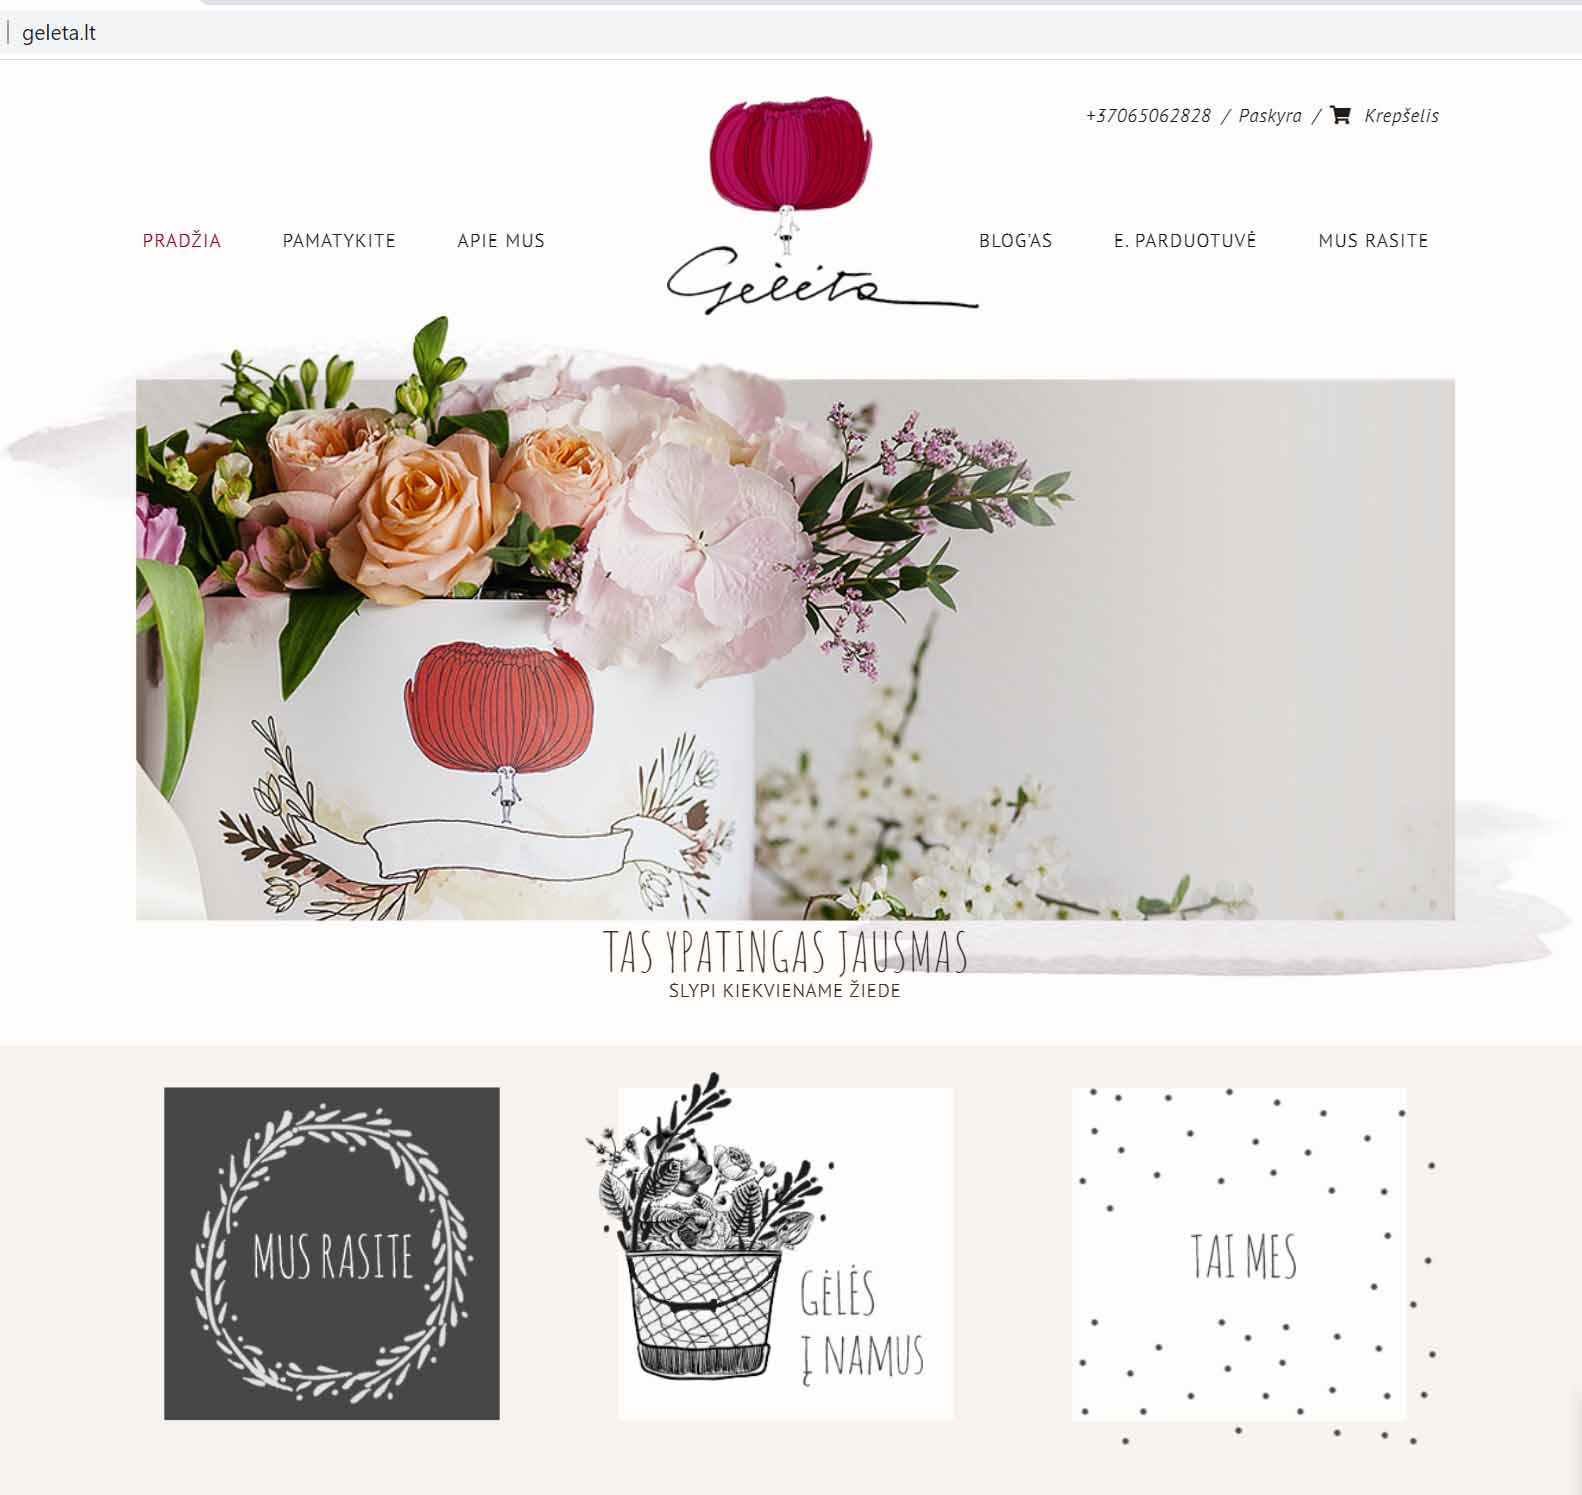 geleta.lt
+37065062828 / Paskyra / Krepšelis
PRADŽIA PAMATYKITE APIE MUS BLOG'AS E. PARDUOTUVĖ MUS RASITE
Gėlėta
TAS YPATINGAS JAUSMAS
SLYPI KIEKVIENAME ŽIEDE
MUS RASITE
GĖLĖS
Į NAMUS
TAI MES